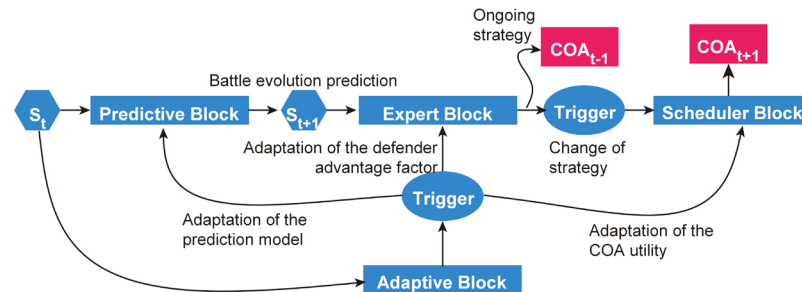 Ongoing
strategy
COAt-1
COAt+1
Battle evolution prediction
St
Predictive Block
St+1
Expert Block
Trigger
Scheduler Block
Adaptation of the defender
advantage factor
Change of
strategy
Trigger
Adaptation of the
prediction model
Adaptation of the
COA utility
Adaptive Block